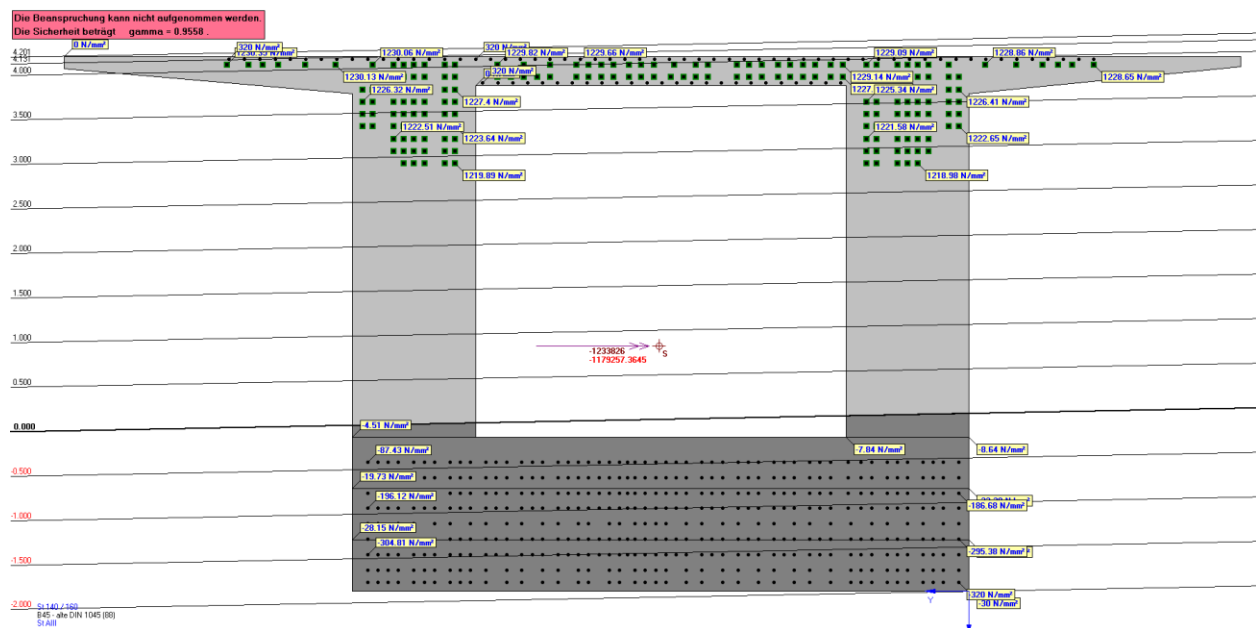 Die Beanspruchung kann nicht aufgenommen werden.
Die Sicherheit beträgt gamma = 0.9558 .
0 N/mm²
320 N/mm²
1230.06 N/mm²
320 N/mm²
1229.82 N/mm²
1229.66 N/mm²
1229.09 N/mm²
1228.86 N/mm²
4.201
4.131
4.000
1230.13 N/mm²
320 N/mm²
1229.14 N/mm²
1228.65 N/mm²
1226.32 N/mm²
1227.4 N/mm²
1227.
1225.34 N/mm²
1226.41 N/mm²
3.500
1222.51 N/mm²
1223.64 N/mm²
1221.58 N/mm²
1222.65 N/mm²
3.000
1219.89 N/mm²
1218.98 N/mm²
2.500
2.000
1.500
1.000
-1233826
S
-1179257.3645
0.500
0.000
-4.51 N/mm²
-87.43 N/mm²
-7.84 N/mm²
-8.64 N/mm²
-0.500
-19.73 N/mm²
-196.12 N/mm²
-186.68 N/mm²
-1.000
-28.15 N/mm²
-304.81 N/mm²
-295.38 N/mm²
-1.500
-320 N/mm²
-30 N/mm²
Y
-2.000
St 140 / 160
B45 - alte DIN 1045 (88)
St AIII